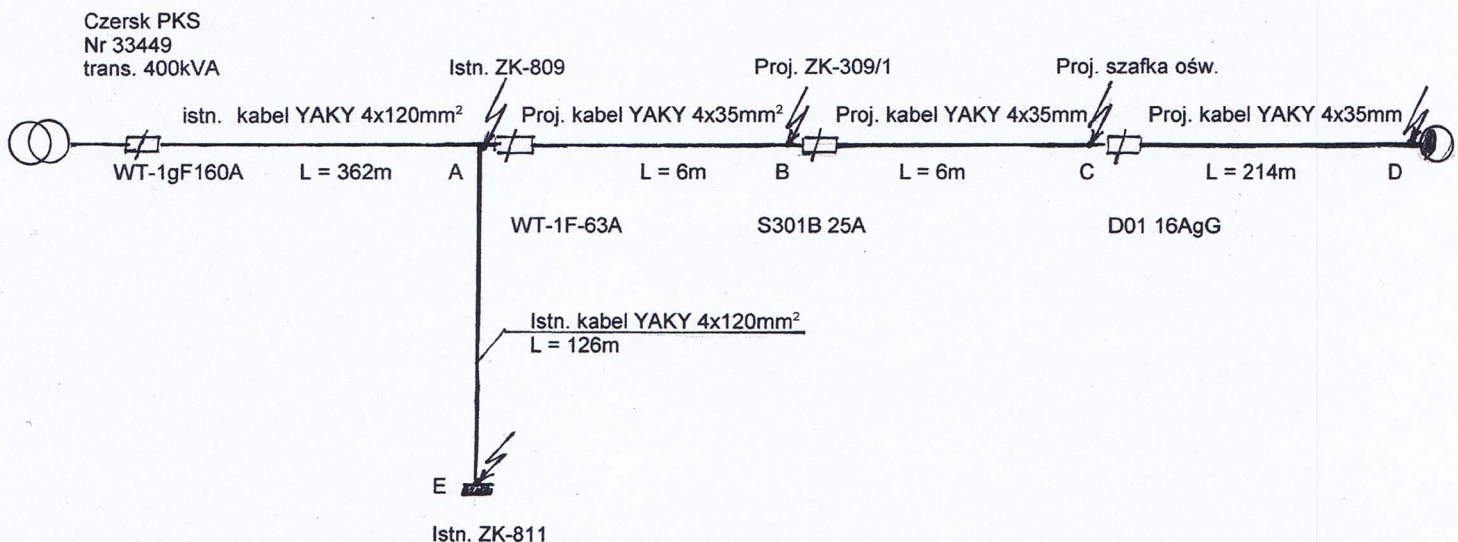 Czersk PKS
Nr 33449
trans. 400kVA
Istn. ZK-809
Proj. ZK-309/1
Proj. szafka ośw.
istn. kabel YAKY 4x120mm²
Proj. kabel YAKY 4x35mm²
Proj. kabel YAKY 4x35mm
Proj. kabel YAKY 4x35mm
WT-1gF160A
L = 362m
A
L = 6m
B
L = 6m
C
L = 214m
D
WT-1F-63A
S301B 25A
D01 16AgG
Istn. kabel YAKY 4x120mm²
L = 126m
E
Istn. ZK-811